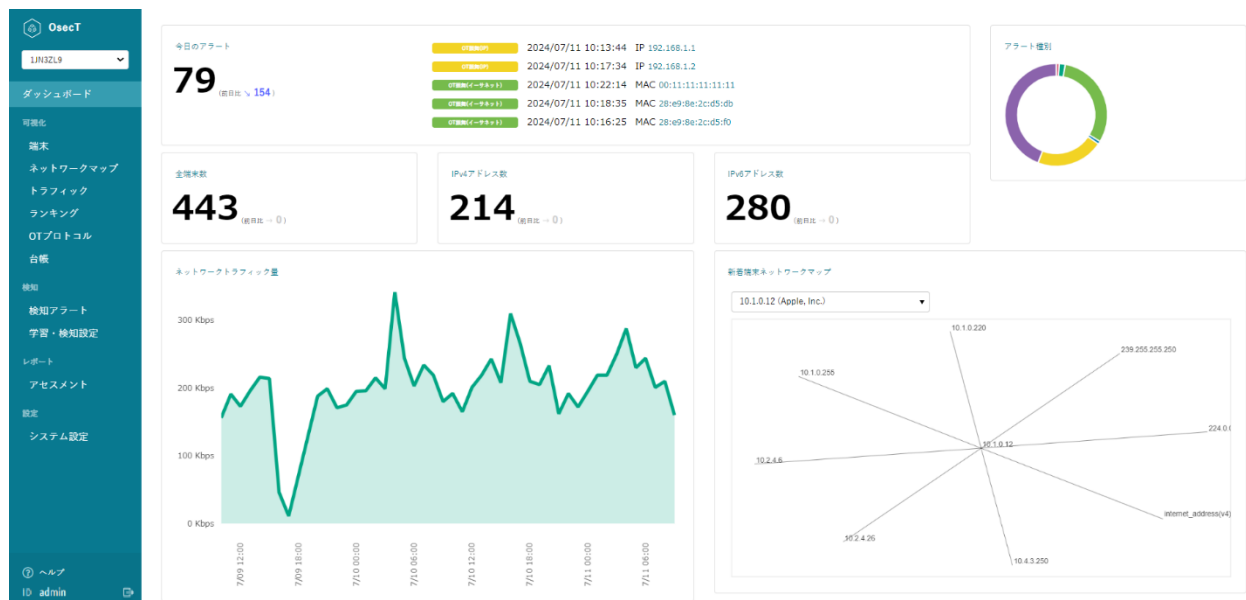 OsecT
1JN3ZL9
ダッシュボード
可視化
端末
ネットワークマップ
トラフィック
ランキング
OTプロトコル
台帳
検知
検知アラート
学習・検知設定
レポート
アセスメント
設定
システム設定
ヘルプ
ID admin
今日のアラート
79 (前日比 ↘ 154)
2024/07/11 10:13:44 IP 192.168.1.1
2024/07/11 10:17:34 IP 192.168.1.2
2024/07/11 10:22:14 MAC 00:11:11:11:11:11
2024/07/11 10:18:35 MAC 28:e9:8e:2c:d5:db
2024/07/11 10:16:25 MAC 28:e9:8e:2c:d5:f0
アラート種別
全端末数
443 (前日比 → 0)
IPv4アドレス数
214 (前日比 → 0)
IPv6アドレス数
280 (前日比 → 0)
ネットワークトラフィック量
300 Kbps
200 Kbps
100 Kbps
0 Kbps
7/09 12:00
7/09 18:00
7/10 00:00
7/10 06:00
7/10 12:00
7/10 18:00
7/11 00:00
7/11 06:00
新着端末ネットワークマップ
10.1.0.12 (Apple, Inc.)
10.1.0.220
239.255.255.250
10.1.0.255
224.0.0
10.1.0.12
10.2.4.6
internet_address(v4)
10.2.4.26
10.4.3.250